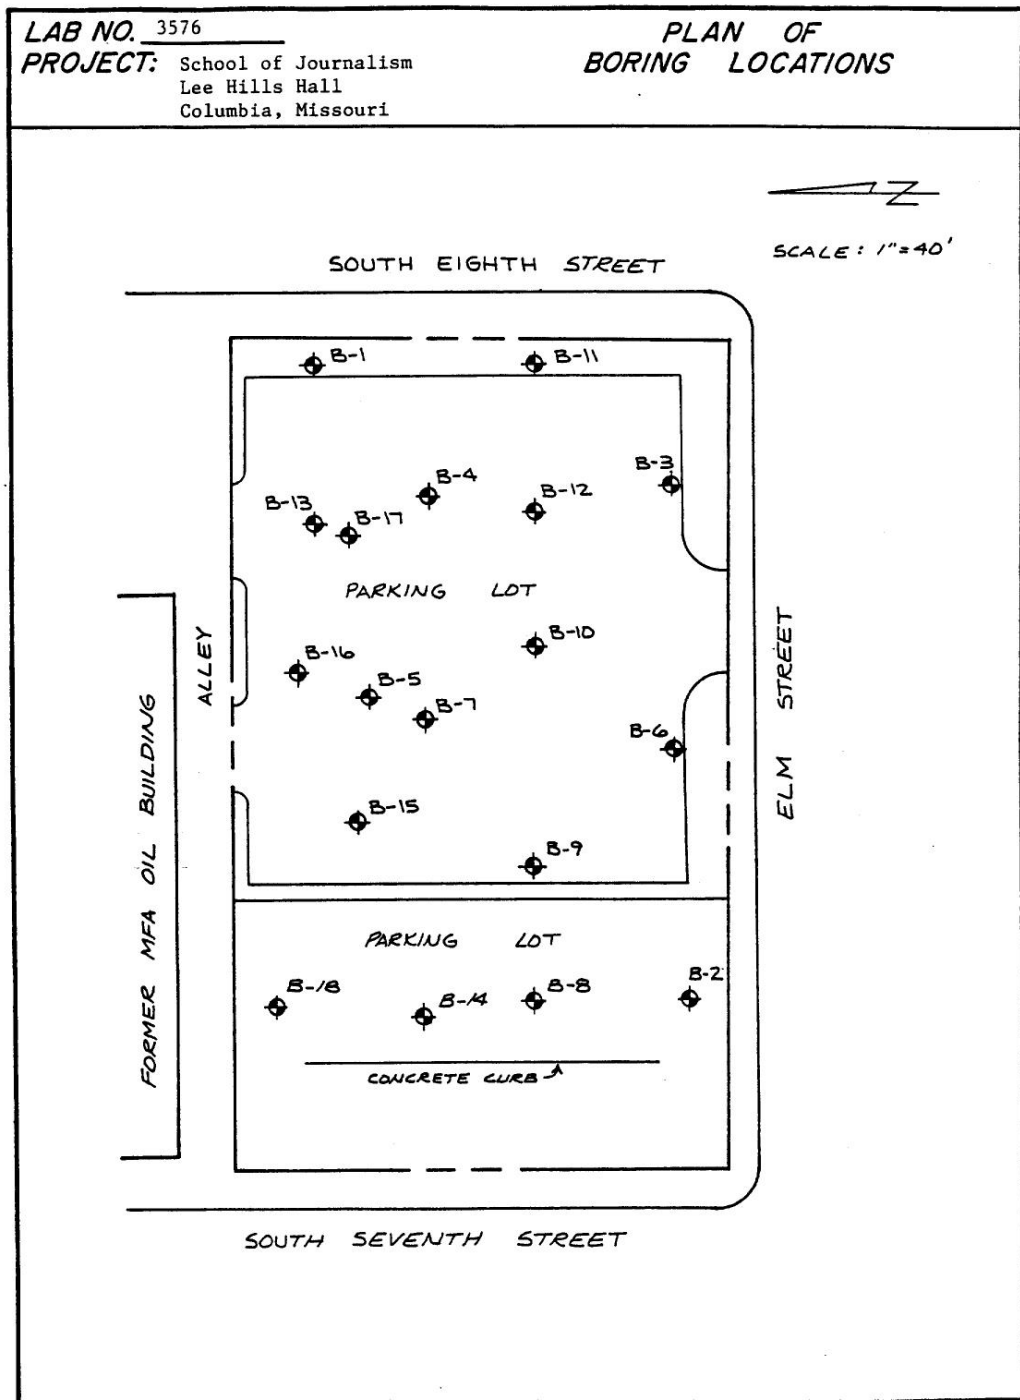 LAB NO. 3576
PLAN OF
PROJECT: School of Journalism
BORING LOCATIONS
Lee Hills Hall
Columbia, Missouri
N
SCALE: 1"=40'
SOUTH EIGHTH STREET
B-1
B-11
B-3
B-4
B-12
B-13
B-17
PARKING LOT
B-10
B-16
B-5
B-7
B-6
ALLEY
ELM STREET
FORMER MFA OIL BUILDING
B-15
B-9
PARKING LOT
B-2
B-18
B-8
B-14
CONCRETE CURB
SOUTH SEVENTH STREET